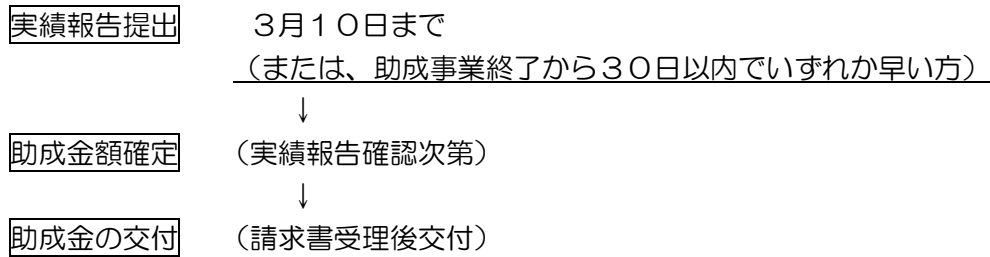 実績報告提出　　３月１０日まで
（または、助成事業終了から３０日以内でいずれか早い方）
↓
助成金額確定　　（実績報告確認次第）
↓
助成金の交付　　（請求書受理後交付）